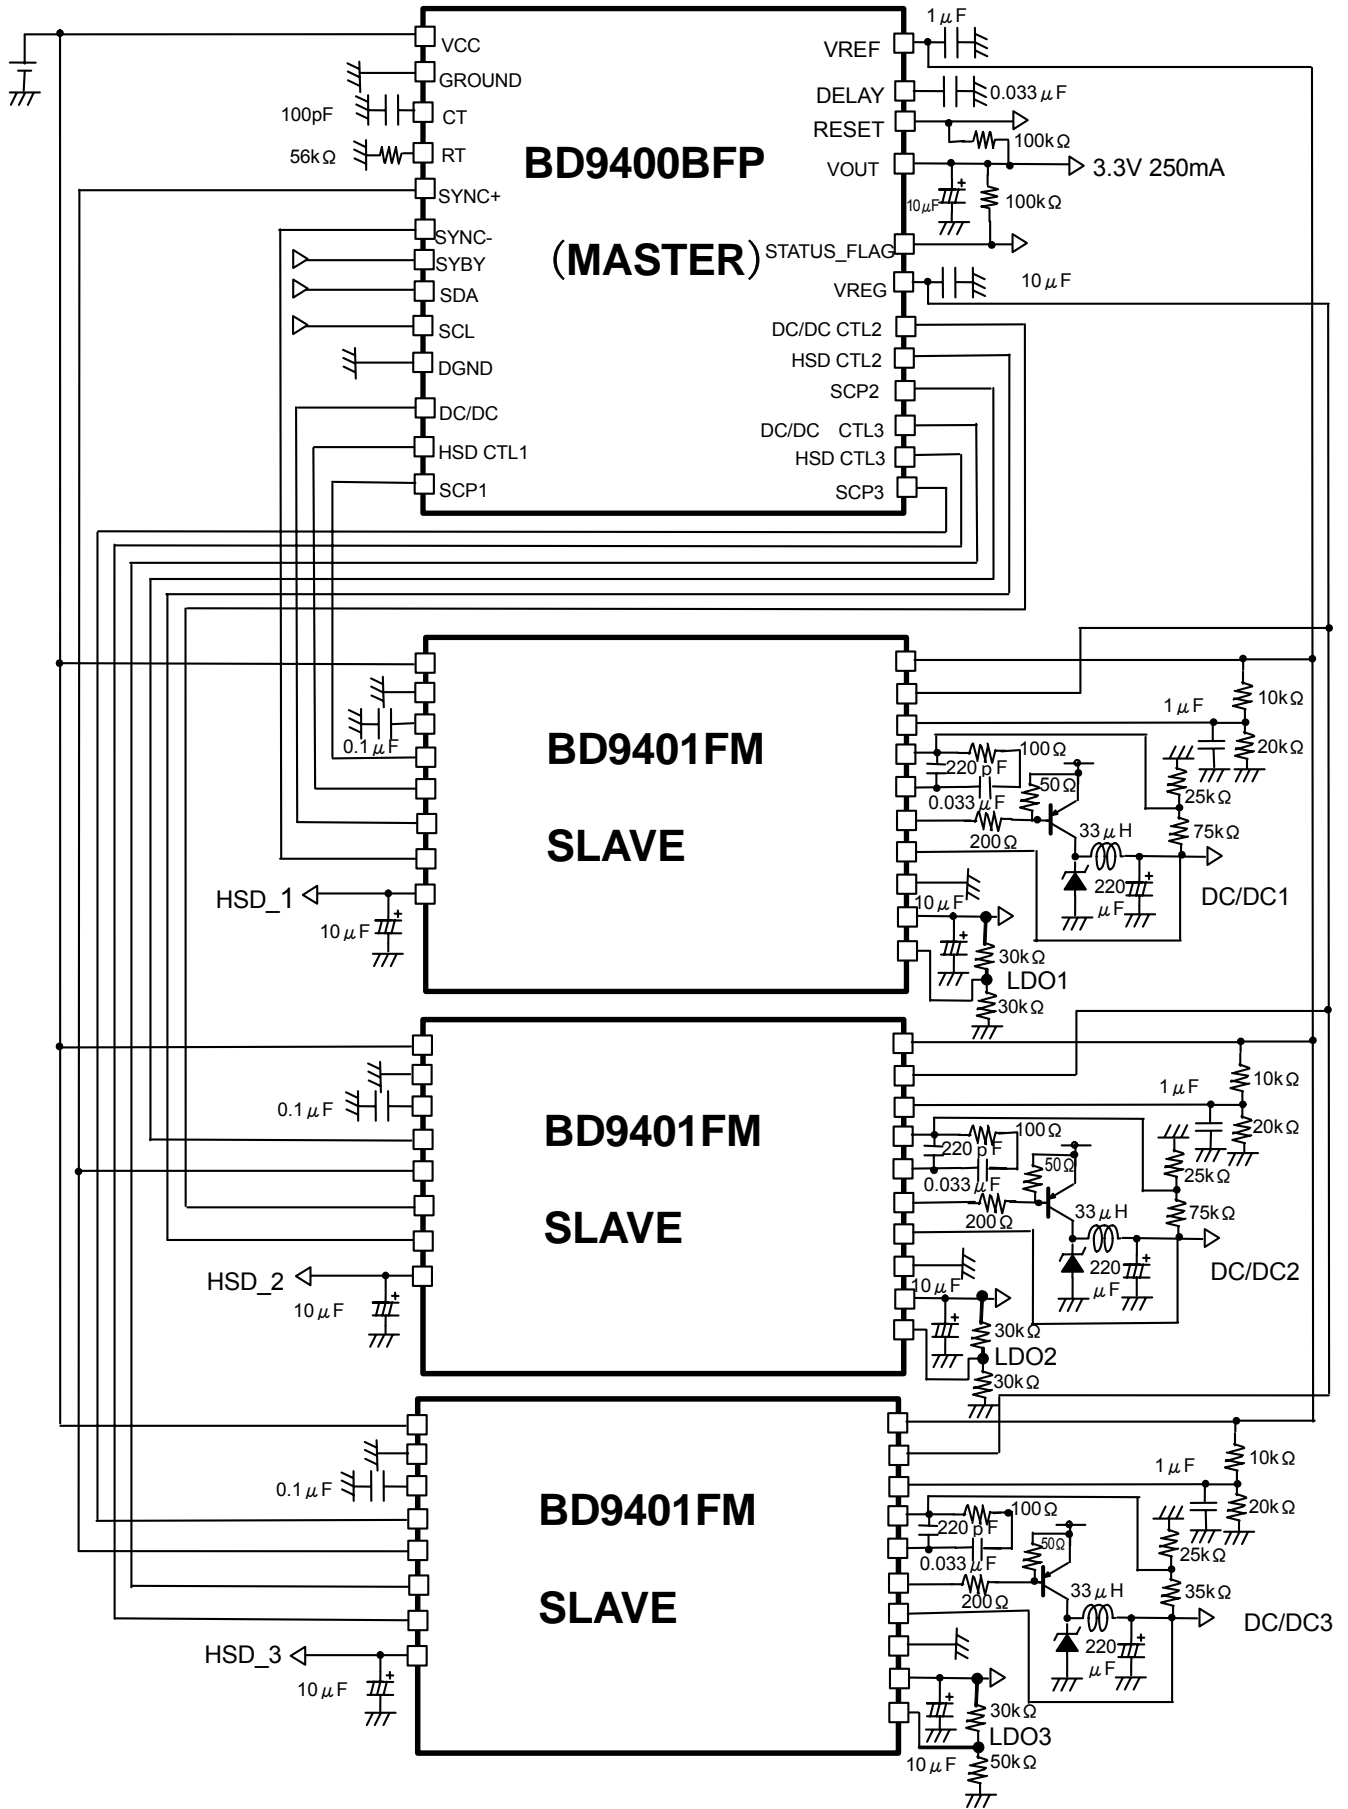 1μF
VCC
VREF
GROUND
DELAY
0.033μF
100pF
CT
RESET
56kΩ
RT
BD9400BFP
100kΩ
VOUT
3.3V 250mA
SYNC+
10μF
100kΩ
SYNC-
(MASTER)
STATUS_FLAG
SYBY
SDA
VREG
10μF
SCL
DC/DC CTL2
DGND
HSD CTL2
SCP2
DC/DC
DC/DC CTL3
HSD CTL1
HSD CTL3
SCP1
SCP3
10kΩ
1μF
0.1μF
BD9401FM
100Ω
20kΩ
220pF
50Ω
25kΩ
0.033μF
33μH
75kΩ
SLAVE
200Ω
220
μF
DC/DC1
HSD_1
10μF
10μF
30kΩ
LDO1
30kΩ
10kΩ
1μF
0.1μF
BD9401FM
100Ω
20kΩ
220pF
50Ω
25kΩ
0.033μF
33μH
75kΩ
SLAVE
200Ω
220
μF
DC/DC2
HSD_2
10μF
10μF
30kΩ
LDO2
30kΩ
10kΩ
1μF
0.1μF
BD9401FM
100Ω
20kΩ
220pF
50Ω
25kΩ
0.033μF
33μH
35kΩ
SLAVE
200Ω
220
μF
DC/DC3
HSD_3
10μF
30kΩ
LDO3
10μF
50kΩ
+
+
+
+
+
+
+
+
+
+